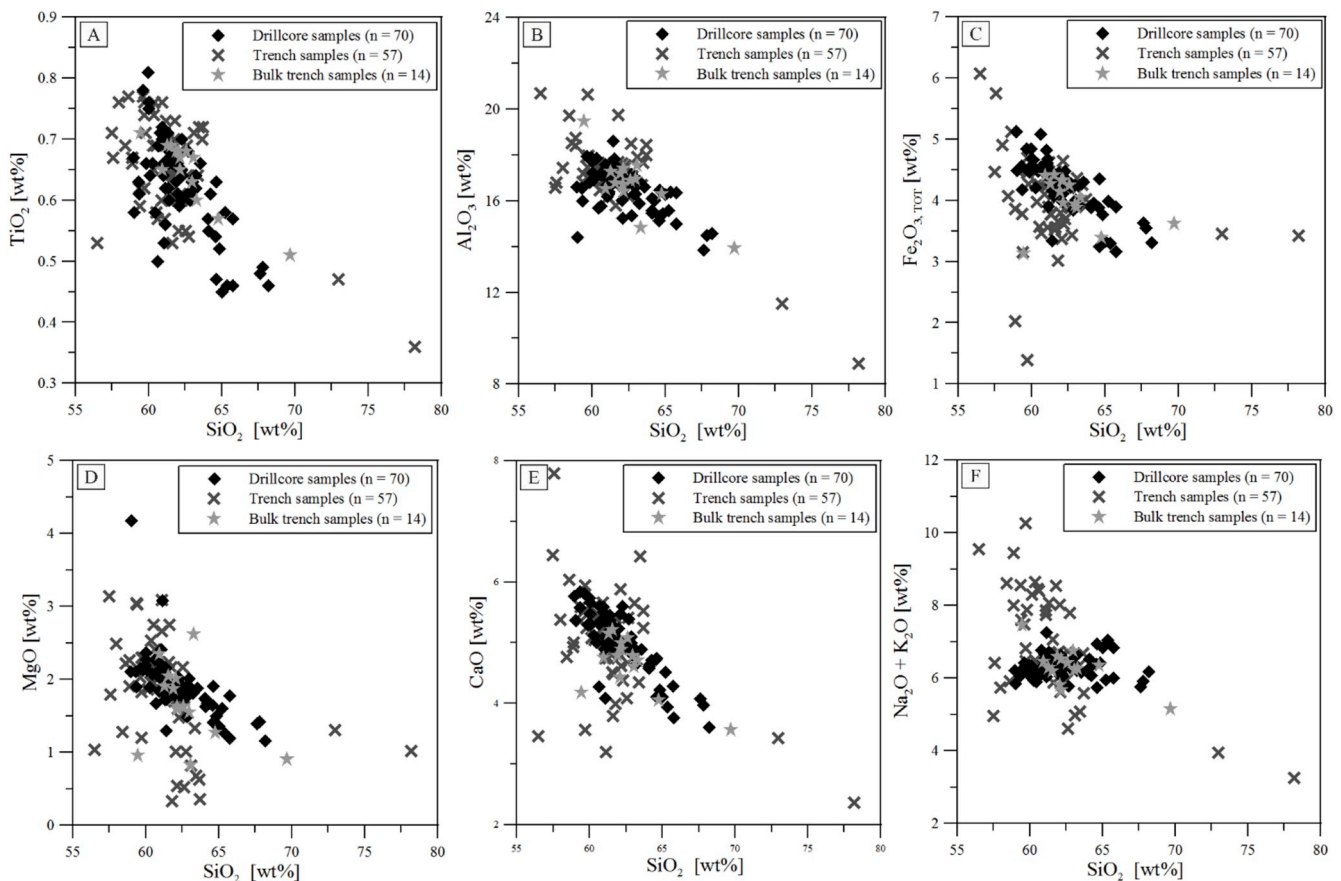 A
Drillcore samples (n = 70)
Trench samples (n = 57)
Bulk trench samples (n = 14)
TiO2 [wt%]
0.9
0.8
0.7
0.6
0.5
0.4
0.3
55 60 65 70 75 80
SiO2 [wt%]
B
Drillcore samples (n = 70)
Trench samples (n = 57)
Bulk trench samples (n = 14)
Al2O3 [wt%]
24
20
16
12
8
55 60 65 70 75 80
SiO2 [wt%]
C
Drillcore samples (n = 70)
Trench samples (n = 57)
Bulk trench samples (n = 14)
Fe2O3, TOT [wt%]
7
6
5
4
3
2
1
55 60 65 70 75 80
SiO2 [wt%]
D
Drillcore samples (n = 70)
Trench samples (n = 57)
Bulk trench samples (n = 14)
MgO [wt%]
5
4
3
2
1
0
55 60 65 70 75 80
SiO2 [wt%]
E
Drillcore samples (n = 70)
Trench samples (n = 57)
Bulk trench samples (n = 14)
CaO [wt%]
8
6
4
2
55 60 65 70 75 80
SiO2 [wt%]
F
Drillcore samples (n = 70)
Trench samples (n = 57)
Bulk trench samples (n = 14)
Na2O + K2O [wt%]
12
10
8
6
4
2
55 60 65 70 75 80
SiO2 [wt%]